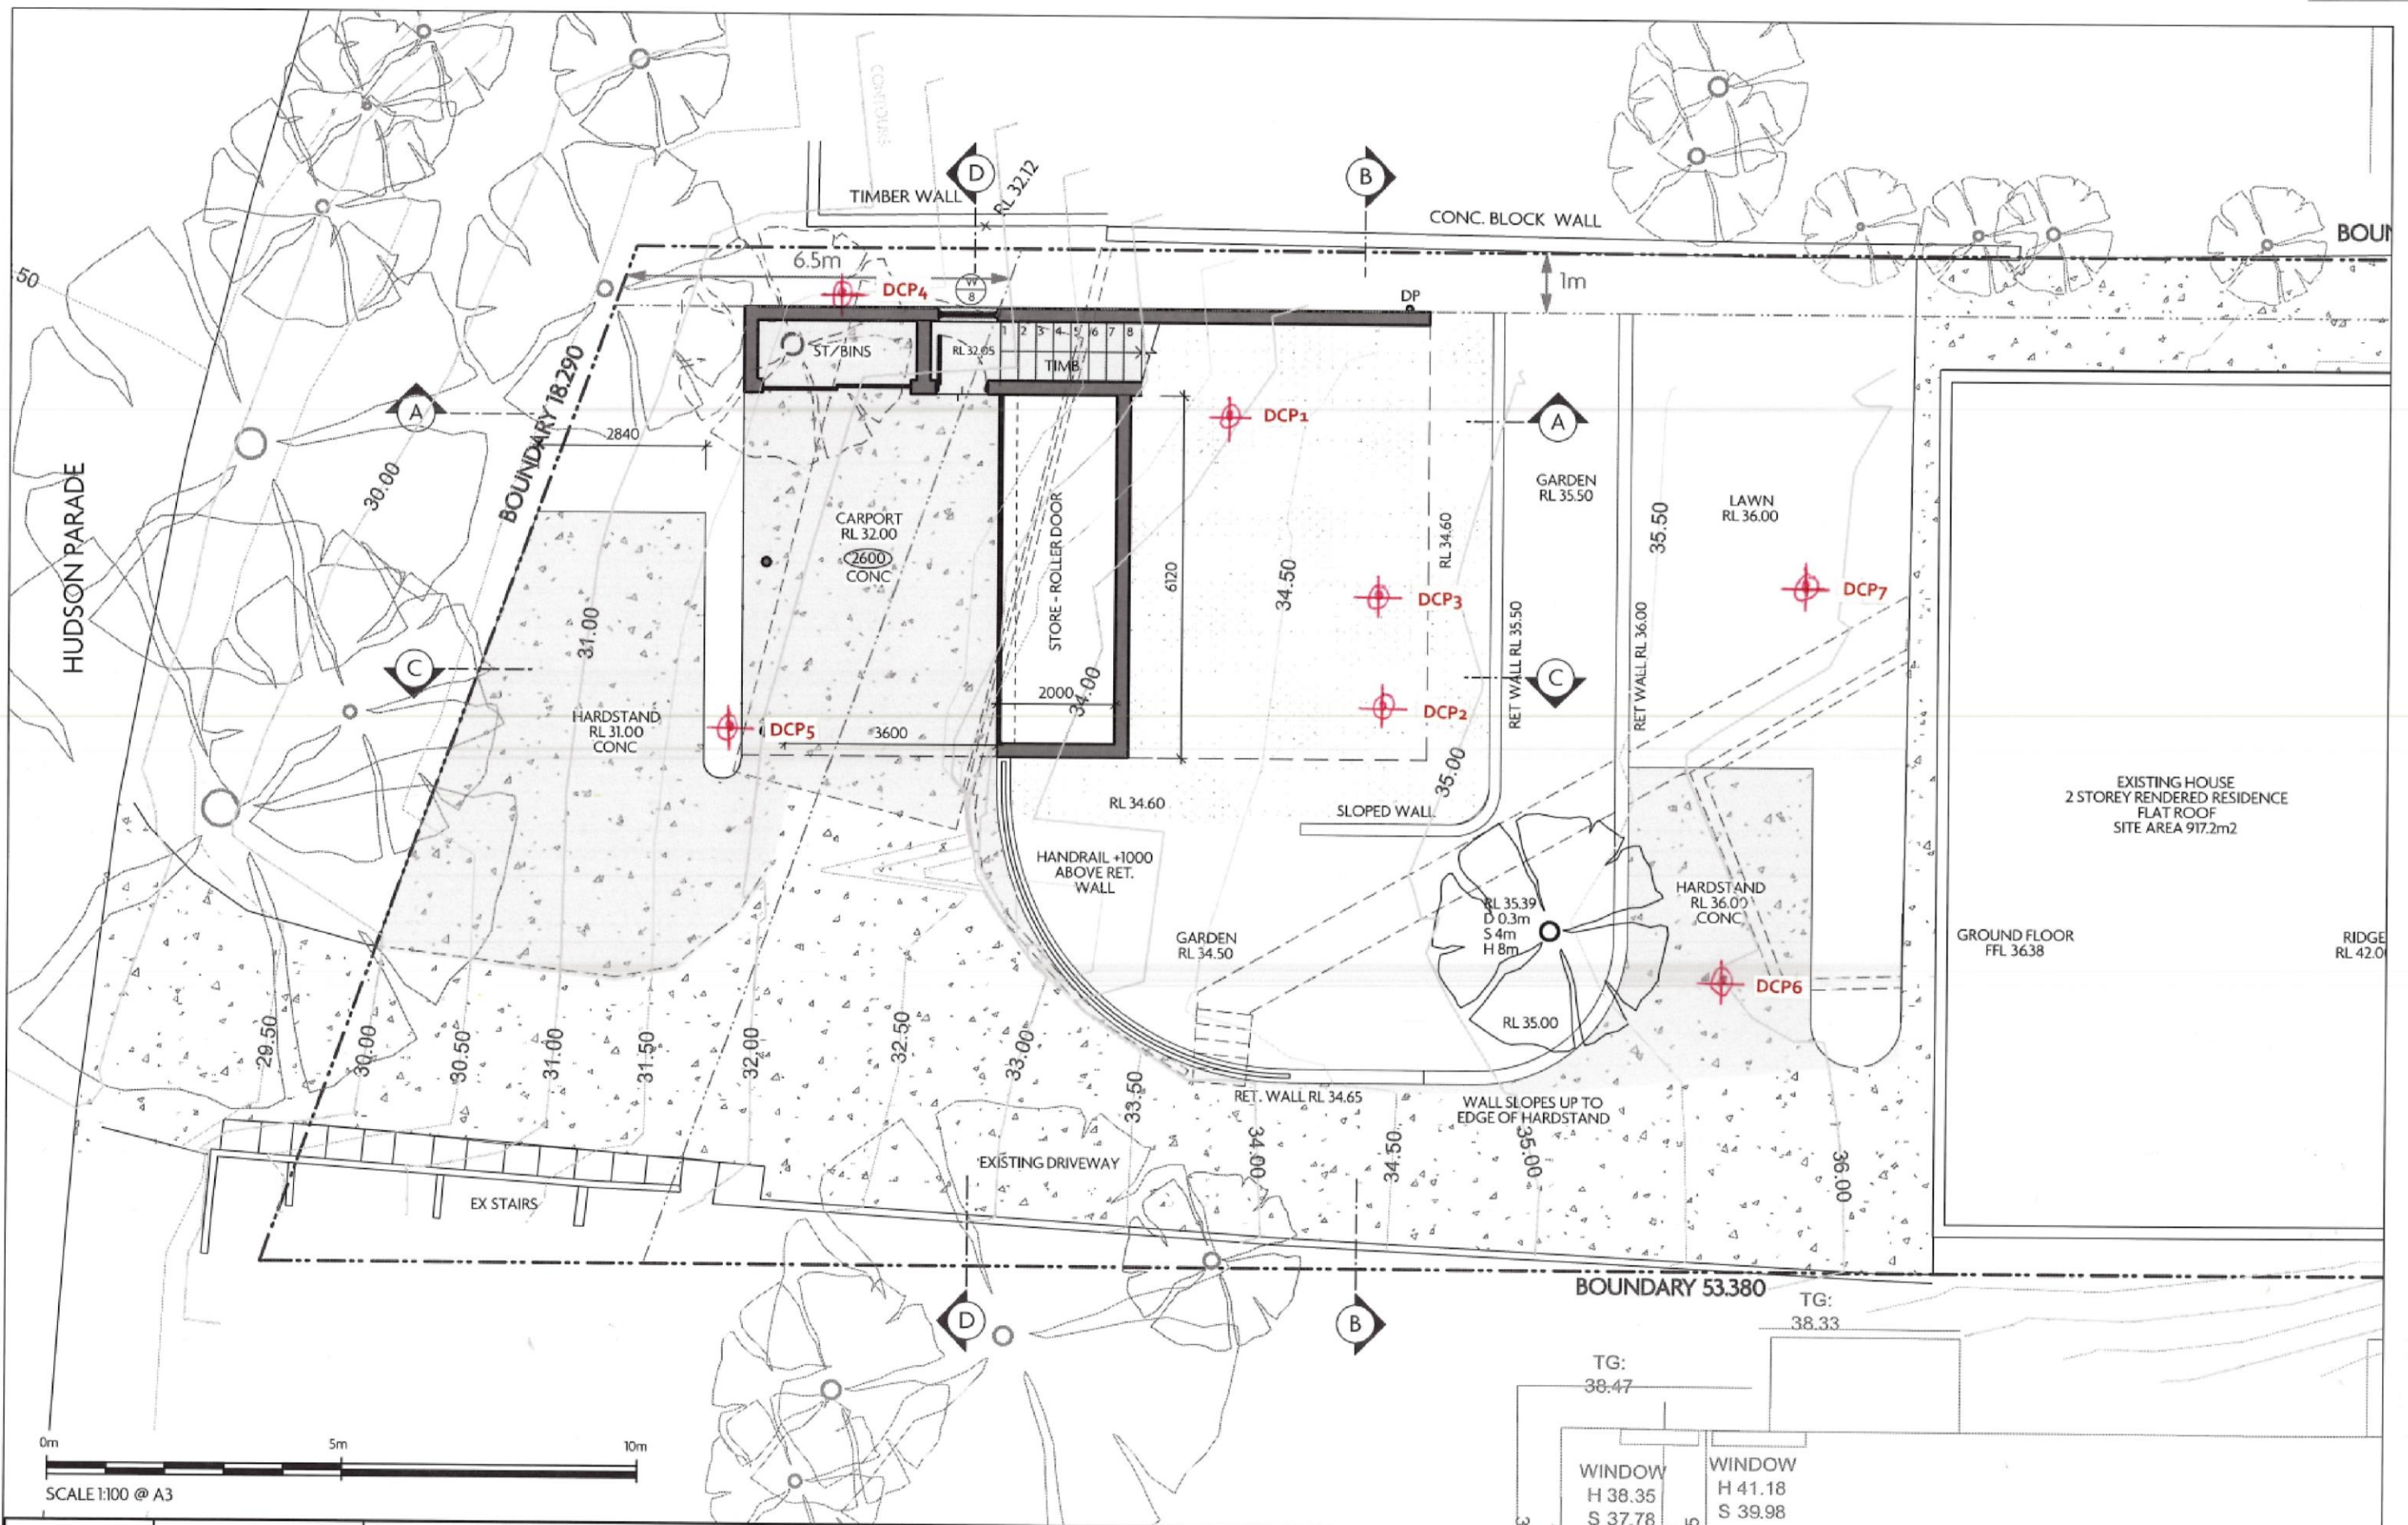 CONTOURS
TIMBER WALL
D
RL 32.12
B
CONC. BLOCK WALL
BOUN
50
6.5m
W
8
DCP4
1m
DP
ST/BINS
RL 32.05
1 2 3 4 5 6 7 8
TIMB
A
BOUNDARY 18.290
2840
DCP1
A
30.00
GARDEN
RL 35.50
LAWN
RL 36.00
35.50
HUDSON PARADE
CARPORT
RL 32.00
2600
CONC
STORE - ROLLER DOOR
6120
34.50
RL 34.60
31.00
DCP3
DCP7
RET WALL RL 35.50
RET WALL RL 36.00
C
C
2000
34.00
HARDSTAND
RL 31.00
CONC
DCP5
3600
DCP2
35.00
RL 34.60
SLOPED WALL
EXISTING HOUSE
2 STOREY RENDERED RESIDENCE
FLAT ROOF
SITE AREA 917.2m2
HANDRAIL +1000
ABOVE RET.
WALL
RL 35.39
D 0.3m
S 4m
H 8m
HARDSTAND
RL 36.00
CONC
GARDEN
RL 34.50
GROUND FLOOR
FFL 36.38
RIDGE
RL 42.0
DCP6
RL 35.00
29.50
30.00
30.50
31.00
31.50
32.00
32.50
33.00
33.50
RET. WALL RL 34.65
WALL SLOPES UP TO
EDGE OF HARDSTAND
34.00
34.50
35.00
36.00
EXISTING DRIVEWAY
EX STAIRS
BOUNDARY 53.380
D
B
TG:
38.33
TG:
38.47
0m 5m 10m
SCALE 1:100 @ A3
WINDOW
H 38.35
S 37.78
WINDOW
H 41.18
S 39.98